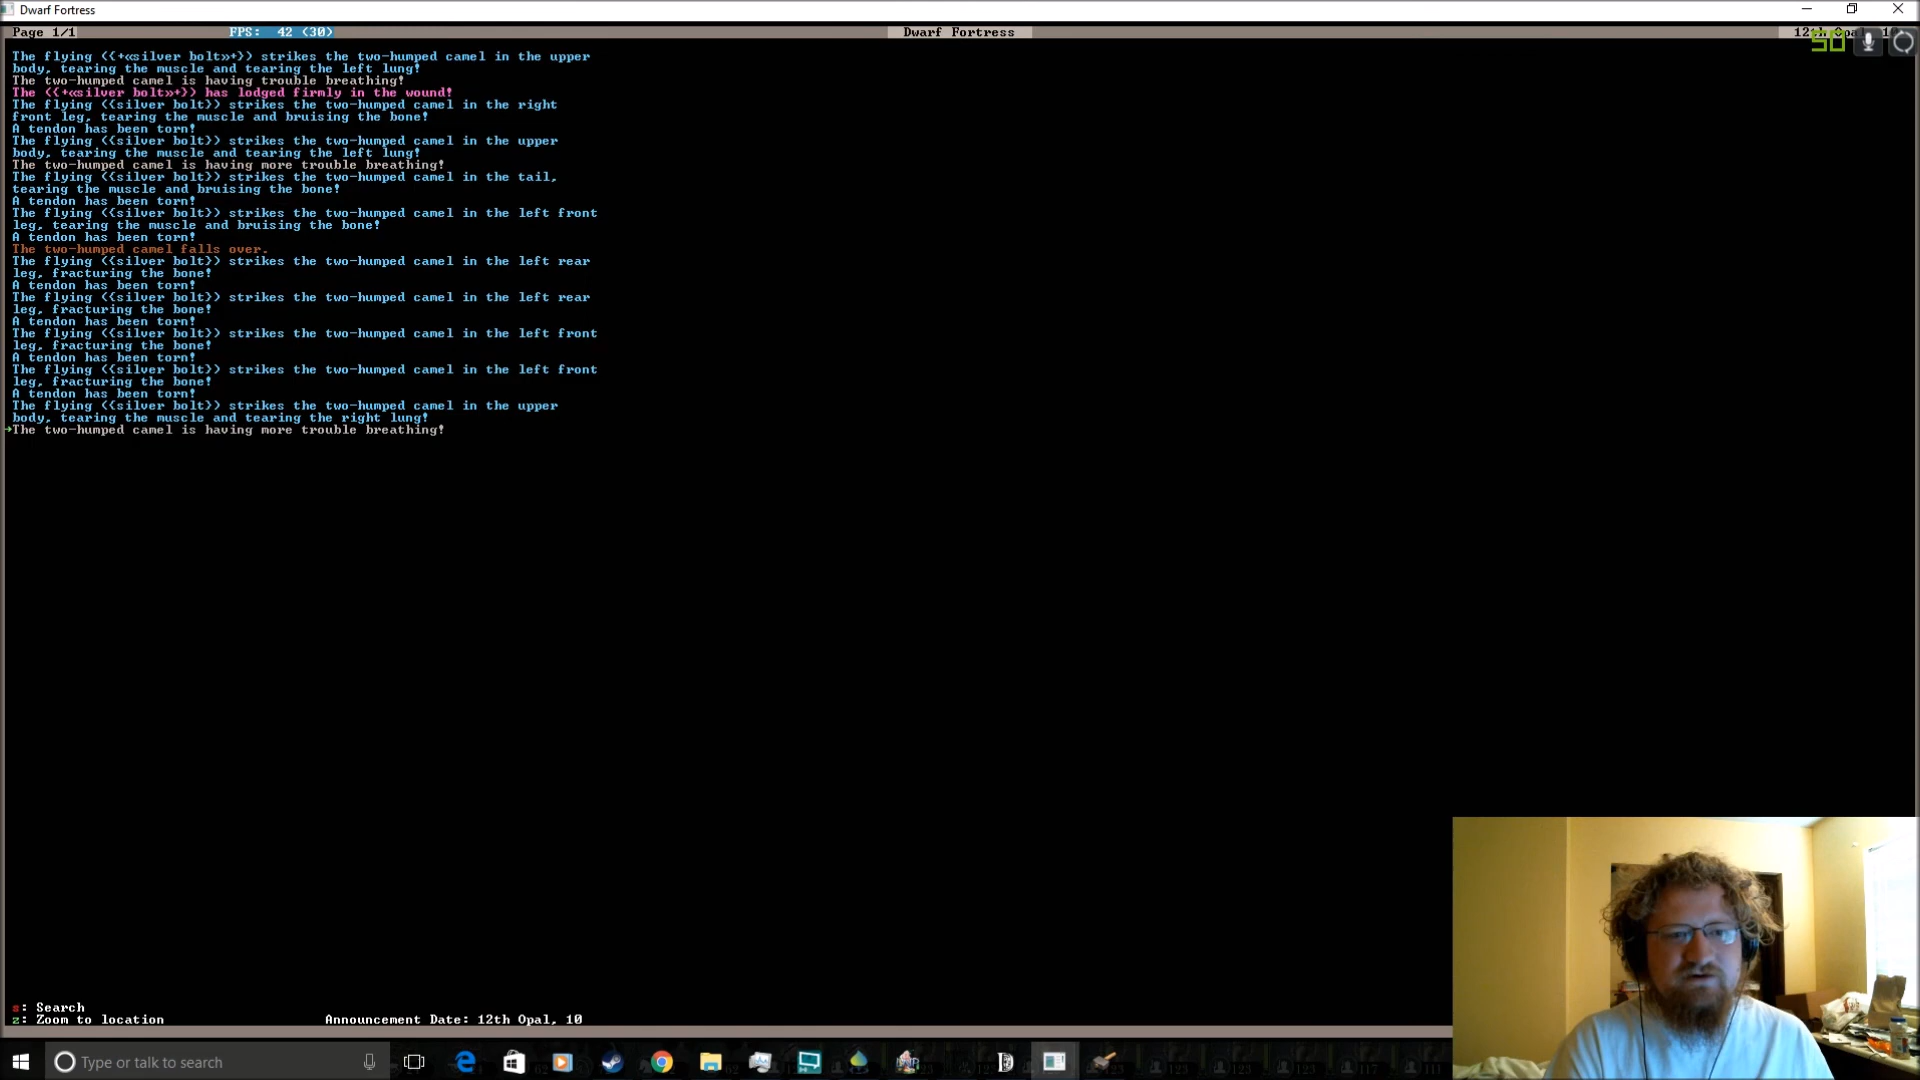 Dwarf Fortress
Page 1/1 FPS: 42 (30) Dwarf Fortress
50
The flying ((+«silver bolt»+)) strikes the two-humped camel in the upper
body, tearing the muscle and tearing the left lung!
The two-humped camel is having trouble breathing!
The ((+«silver bolt»+)) has lodged firmly in the wound!
The flying ((silver bolt)) strikes the two-humped camel in the right
front leg, tearing the muscle and bruising the bone!
A tendon has been torn!
The flying ((silver bolt)) strikes the two-humped camel in the upper
body, tearing the muscle and tearing the left lung!
The two-humped camel is having more trouble breathing!
The flying ((silver bolt)) strikes the two-humped camel in the tail,
tearing the muscle and bruising the bone!
A tendon has been torn!
The flying ((silver bolt)) strikes the two-humped camel in the left front
leg, tearing the muscle and bruising the bone!
A tendon has been torn!
The two-humped camel falls over.
The flying ((silver bolt)) strikes the two-humped camel in the left rear
leg, fracturing the bone!
A tendon has been torn!
The flying ((silver bolt)) strikes the two-humped camel in the left rear
leg, fracturing the bone!
A tendon has been torn!
The flying ((silver bolt)) strikes the two-humped camel in the left front
leg, fracturing the bone!
A tendon has been torn!
The flying ((silver bolt)) strikes the two-humped camel in the left front
leg, fracturing the bone!
A tendon has been torn!
The flying ((silver bolt)) strikes the two-humped camel in the upper
body, tearing the muscle and tearing the right lung!
→The two-humped camel is having more trouble breathing!
s: Search
z: Zoom to location Announcement Date: 12th Opal, 10
Type or talk to search